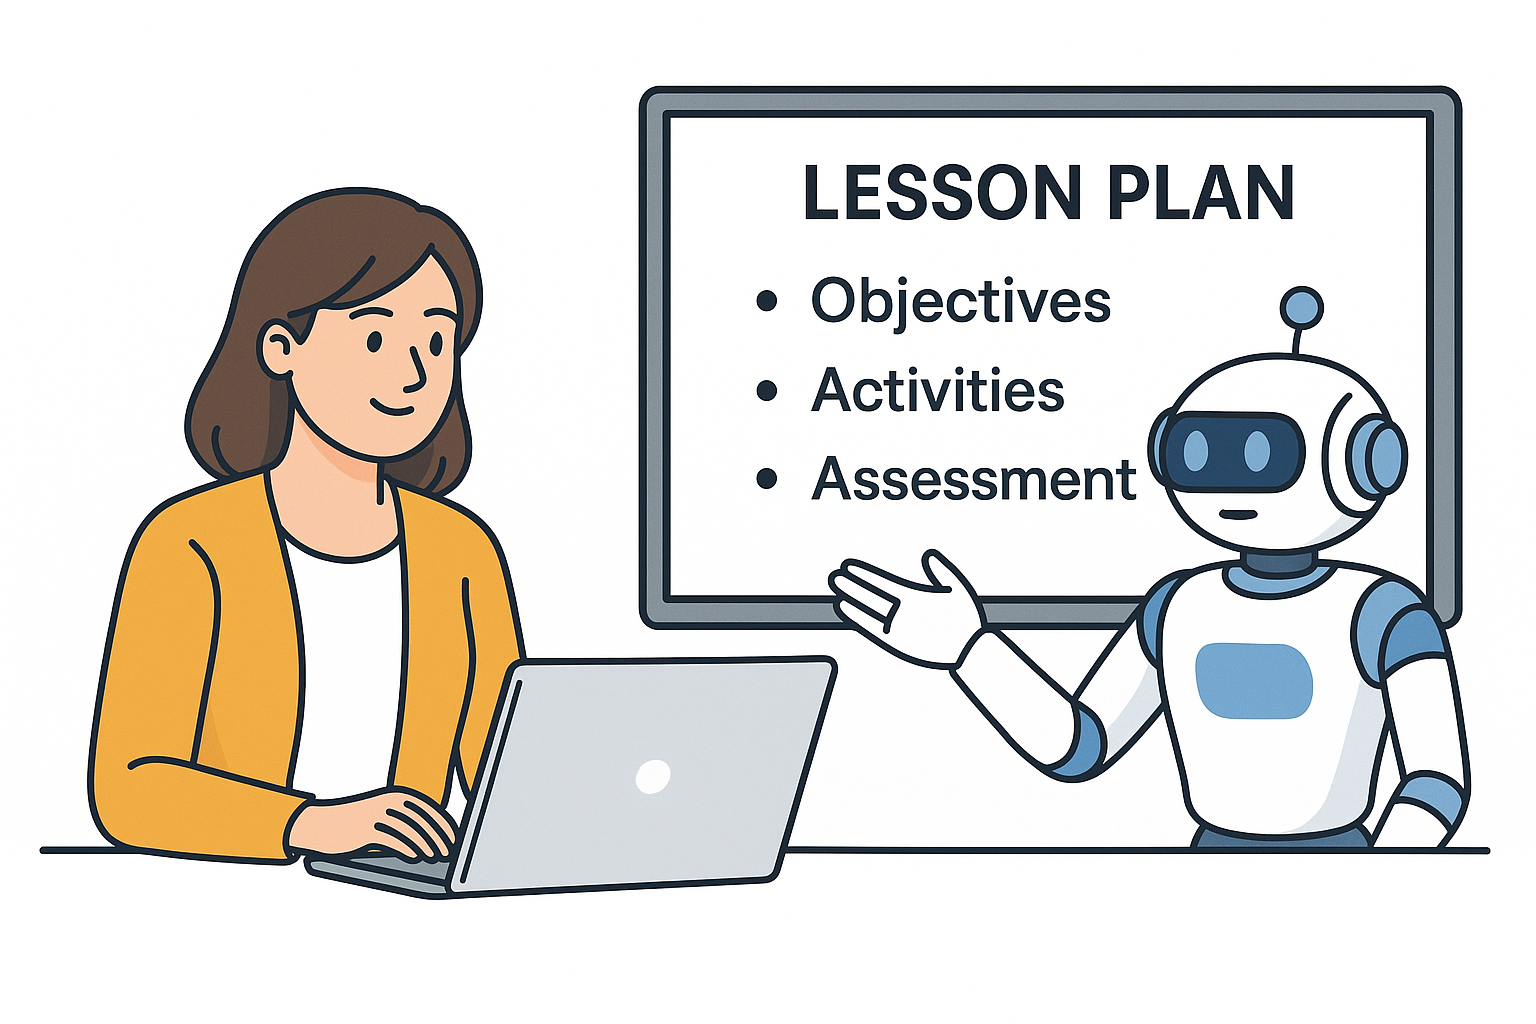 LESSON PLAN
• Objectives
• Activities
• Assessment